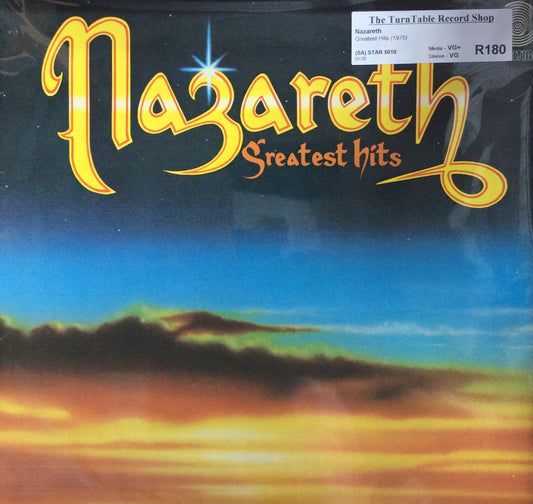 The TurnTable Record Shop
Nazareth
Greatest Hits (1975)
(SA) STAR 5010
Media - VG+
Sleeve - VG
R180
Nazareth
Greatest hits